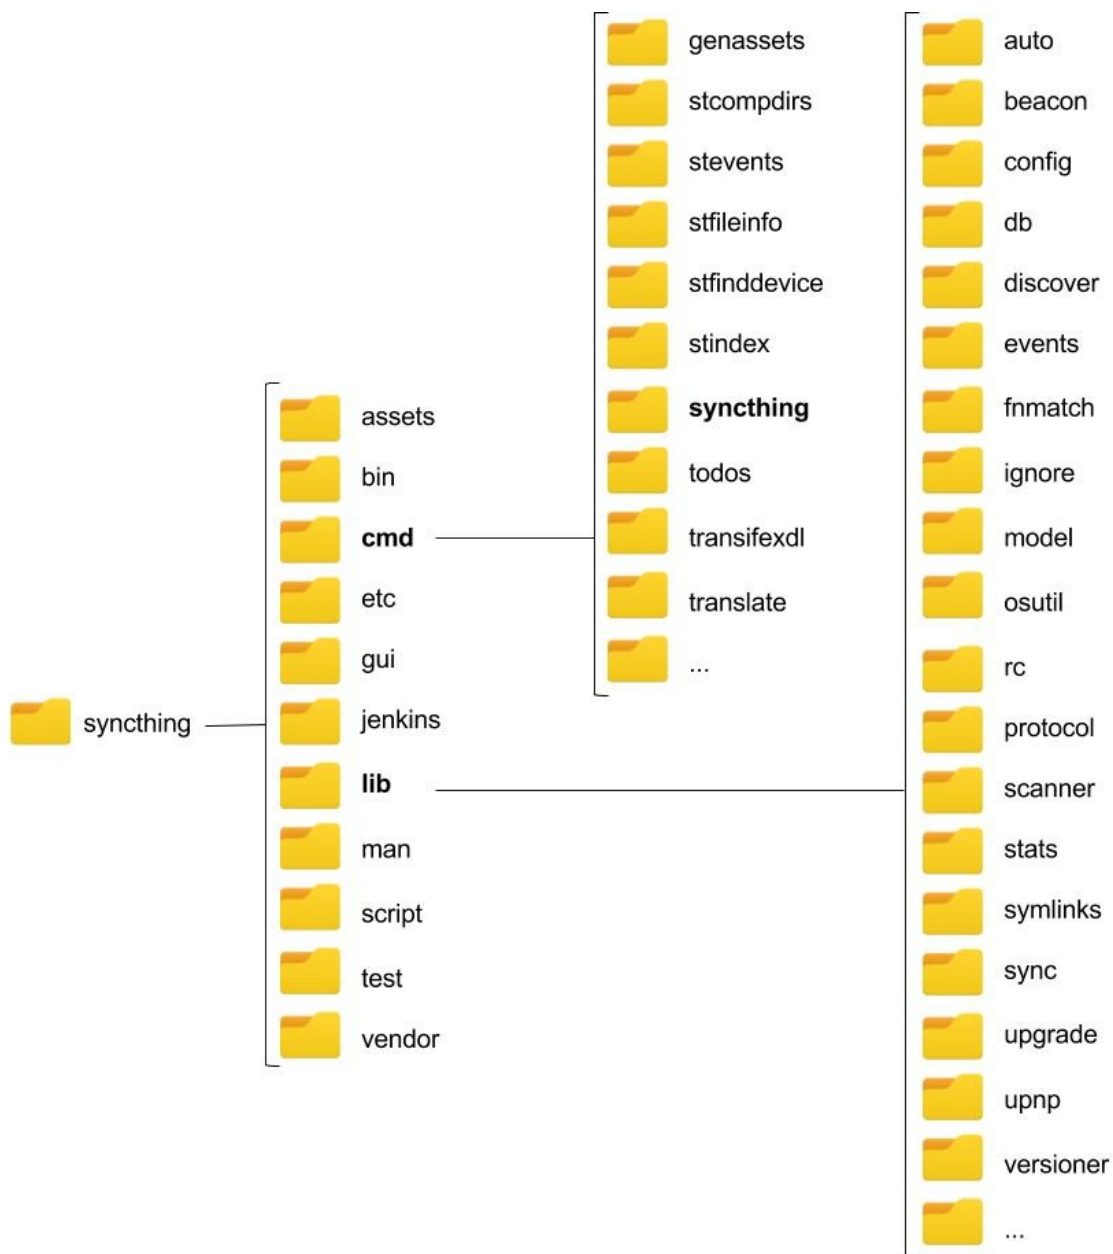 syncthing
assets
bin
cmd
etc
gui
jenkins
lib
man
script
test
vendor
genassets
stcompdirs
stevents
stfileinfo
stfinddevice
stindex
syncthing
todos
transifexdl
translate
...
auto
beacon
config
db
discover
events
fnmatch
ignore
model
osutil
rc
protocol
scanner
stats
symlinks
sync
upgrade
upnp
versioner
...